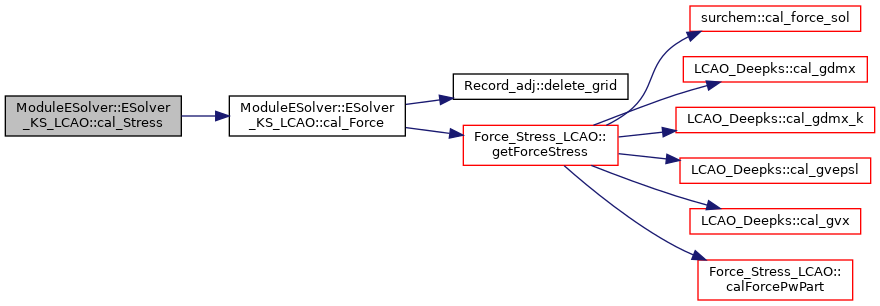 ModuleESolver::ESolver
_KS_LCAO::cal_Stress
ModuleESolver::ESolver
_KS_LCAO::cal_Force
Record_adj::delete_grid
Force_Stress_LCAO::
getForceStress
surchem::cal_force_sol
LCAO_Deepks::cal_gdmx
LCAO_Deepks::cal_gdmx_k
LCAO_Deepks::cal_gvepsl
LCAO_Deepks::cal_gvx
Force_Stress_LCAO::
calForcePwPart